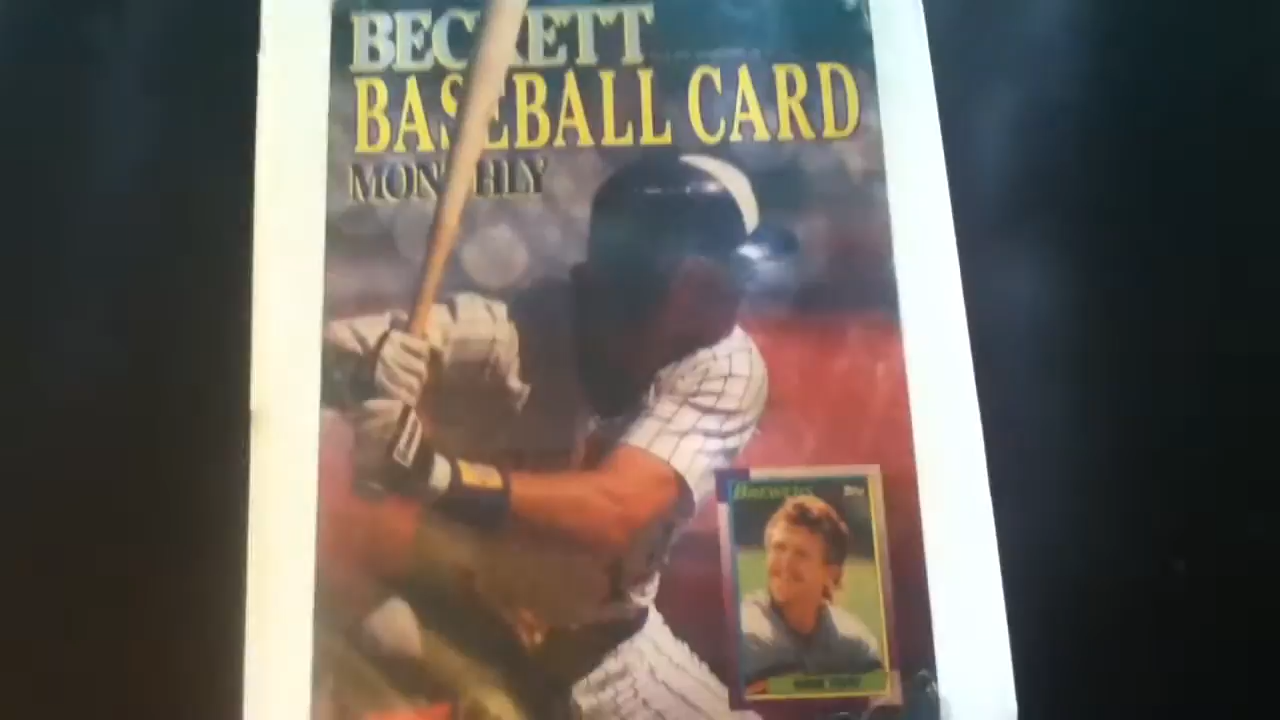 BECKETT
BASEBALL CARD
MONTHLY
BREWERS
Topps